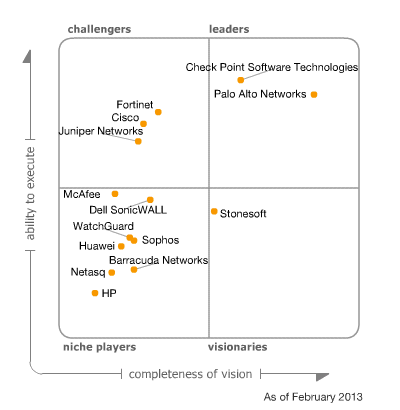 challengers
leaders
Check Point Software Technologies
Palo Alto Networks
Fortinet
Cisco
Juniper Networks
ability to execute
McAfee
Dell SonicWALL
Stonesoft
WatchGuard
Sophos
Huawei
Barracuda Networks
Netasq
HP
niche players
visionaries
completeness of vision
As of February 2013